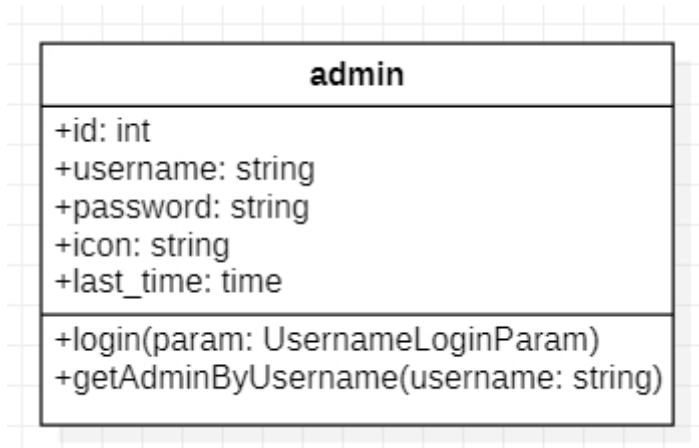 admin
+id: int
+username: string
+password: string
+icon: string
+last_time: time
+login(param: UsernameLoginParam)
+getAdminByUsername(username: string)